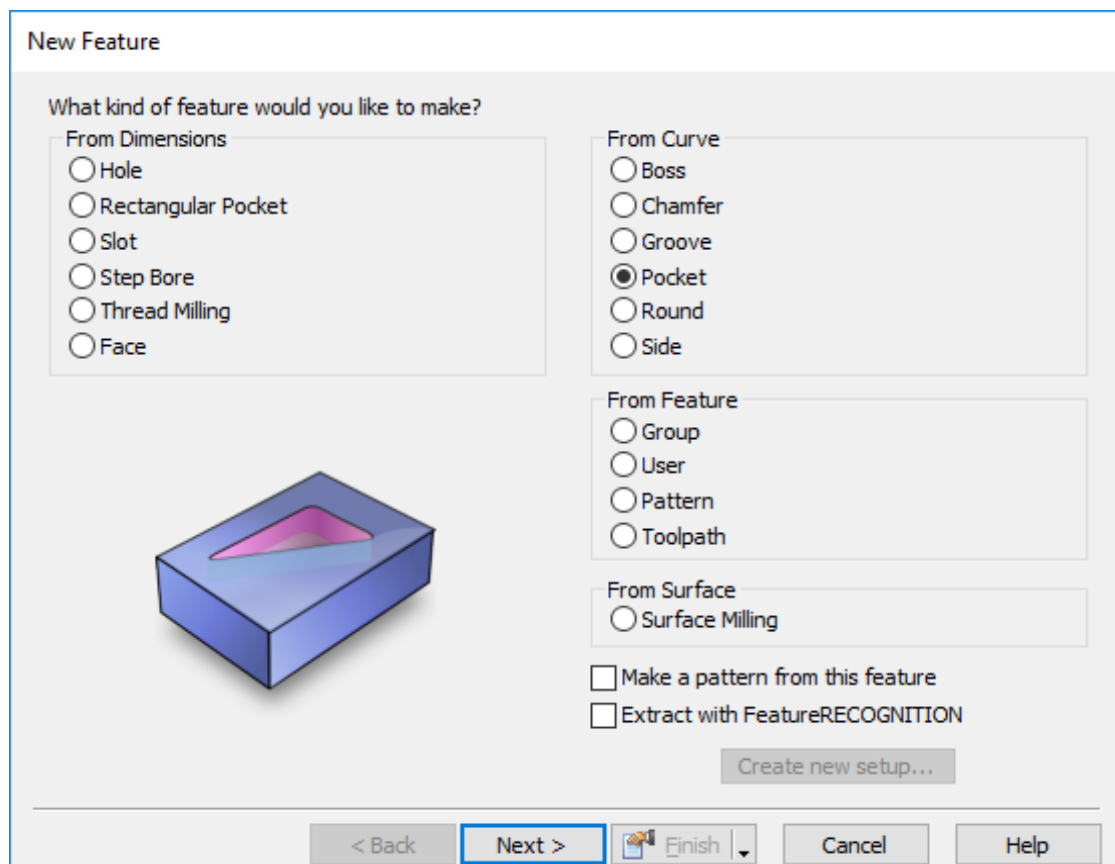 New Feature
What kind of feature would you like to make?
From Dimensions
Hole
Rectangular Pocket
Slot
Step Bore
Thread Milling
Face
From Curve
Boss
Chamfer
Groove
Pocket
Round
Side
From Feature
Group
User
Pattern
Toolpath
From Surface
Surface Milling
Make a pattern from this feature
Extract with FeatureRECOGNITION
Create new setup...
< Back Next > Finish Cancel Help